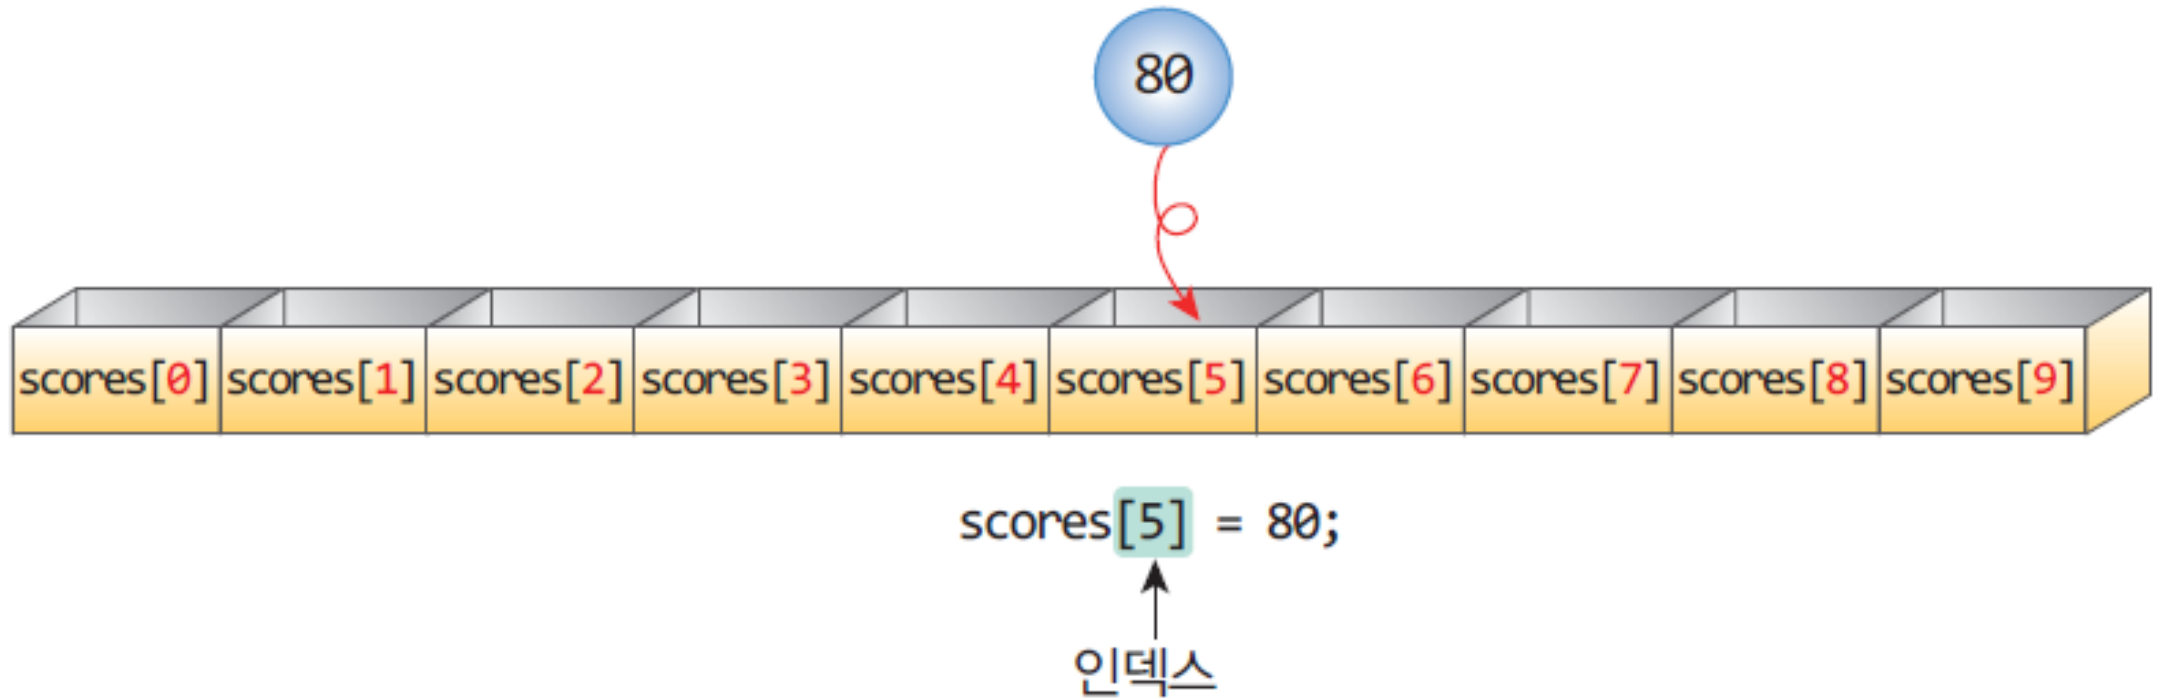 80
scores[0] scores[1] scores[2] scores[3] scores[4] scores[5] scores[6] scores[7] scores[8] scores[9]
scores[5] = 80;
인덱스